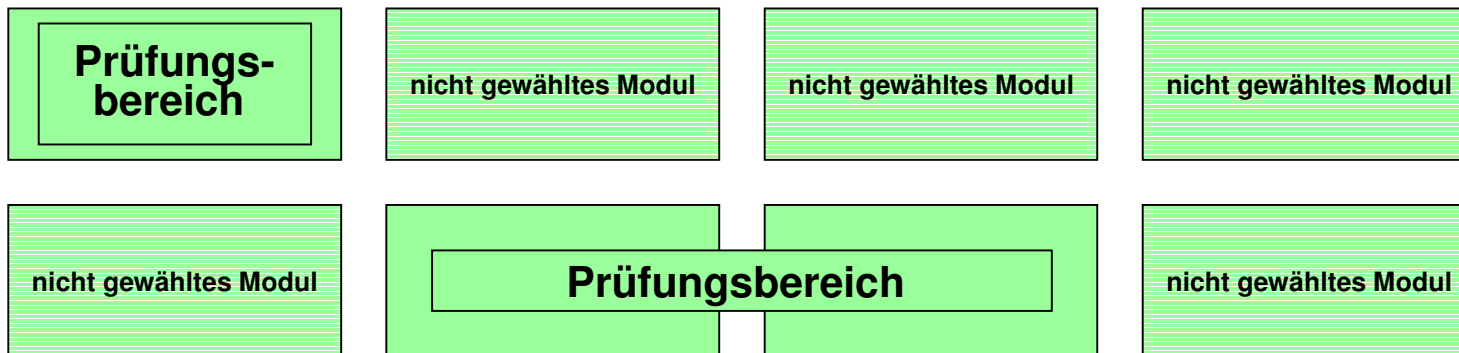 Prüfungs-
bereich
nicht gewähltes Modul
nicht gewähltes Modul
nicht gewähltes Modul
nicht gewähltes Modul
Prüfungsbereich
nicht gewähltes Modul